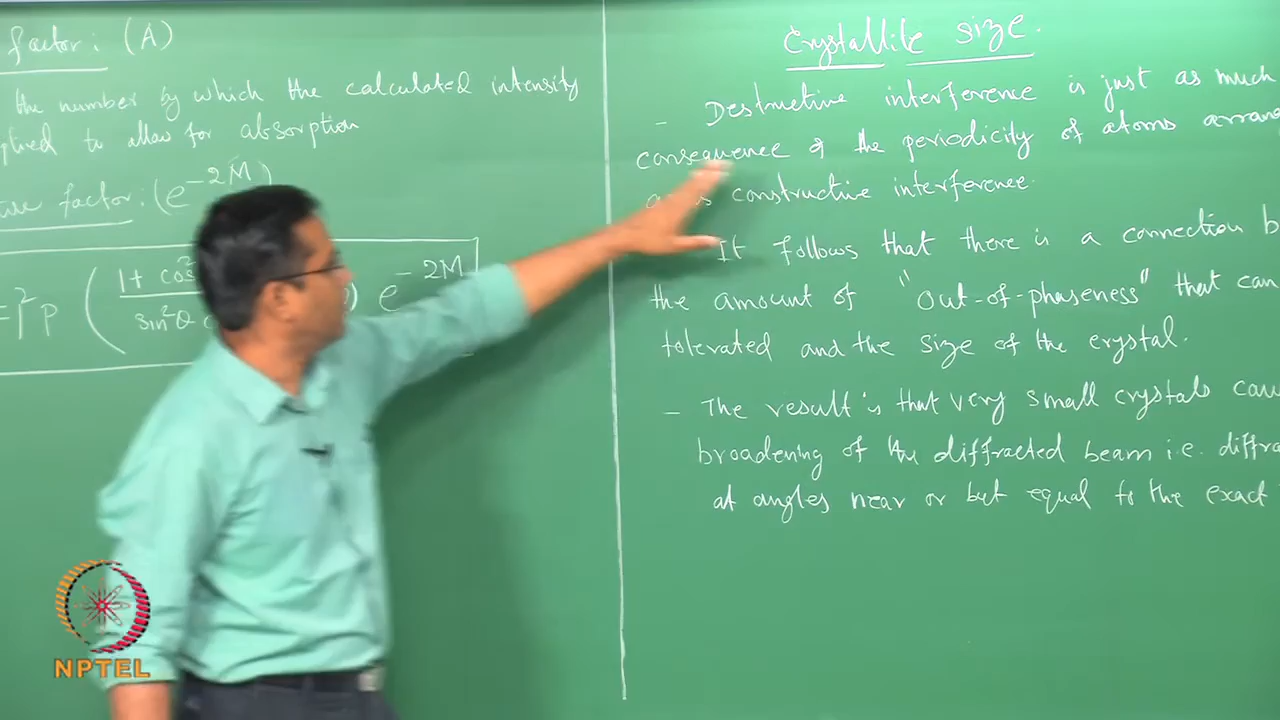 factor: (A)
the number by which the calculated intensity
to allow for absorption
factor: (e^-2M)
P ( 1 + cos² / sin²θ ) e^-2M
Crystallite size.
- Destructive interference is just as much
consequence of the periodicity of atoms
constructive interference.
It follows that there is a connection
the amount of "out-of-phaseness" that can
tolerated and the size of the crystal.
- The result is that very small crystals
broadening of the diffracted beam i.e.
at angles near or but equal to the exact
NPTEL